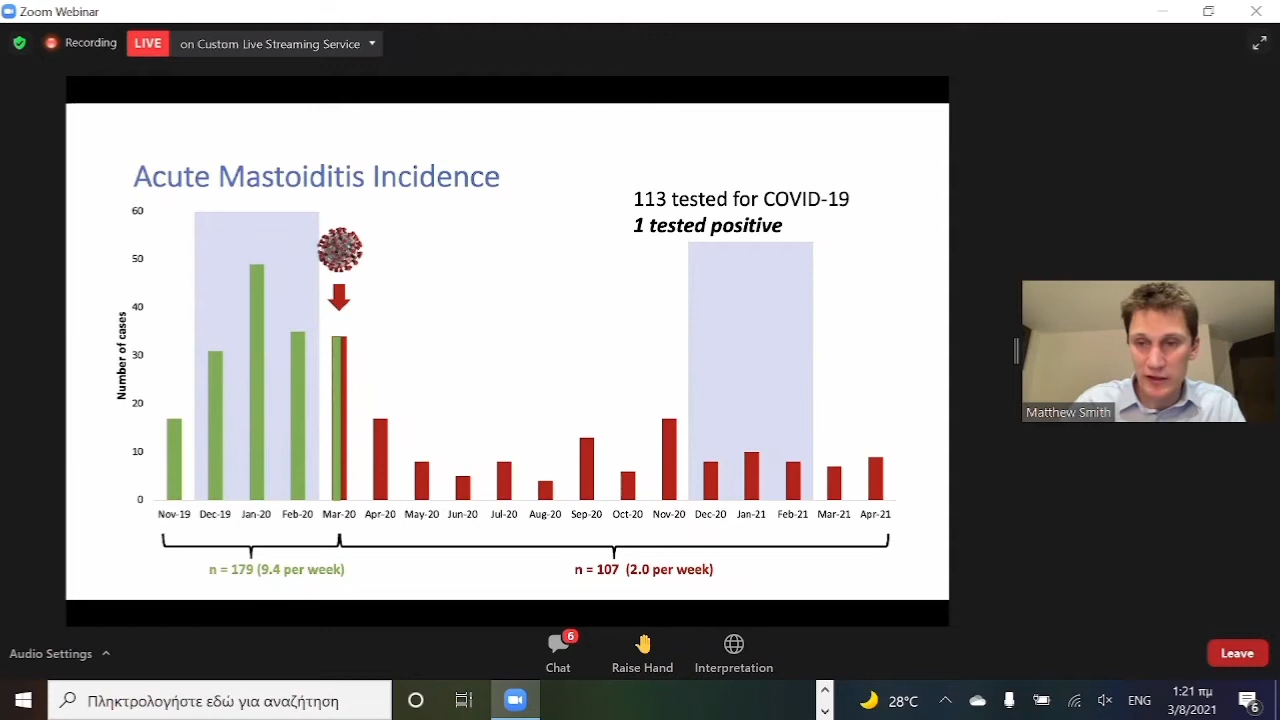 Zoom Webinar
Recording
LIVE
on Custom Live Streaming Service
Acute Mastoiditis Incidence
113 tested for COVID-19
1 tested positive
Number of cases
60
50
40
30
20
10
0
Nov-19 Dec-19 Jan-20 Feb-20 Mar-20 Apr-20 May-20 Jun-20 Jul-20 Aug-20 Sep-20 Oct-20 Nov-20 Dec-20 Jan-21 Feb-21 Mar-21 Apr-21
n = 179 (9.4 per week)
n = 107 (2.0 per week)
Matthew Smith
Audio Settings
6
Chat
Raise Hand
Interpretation
Leave
Πληκτρολογήστε εδώ για αναζήτηση
28°C
ENG
1:21 πμ
3/8/2021
6